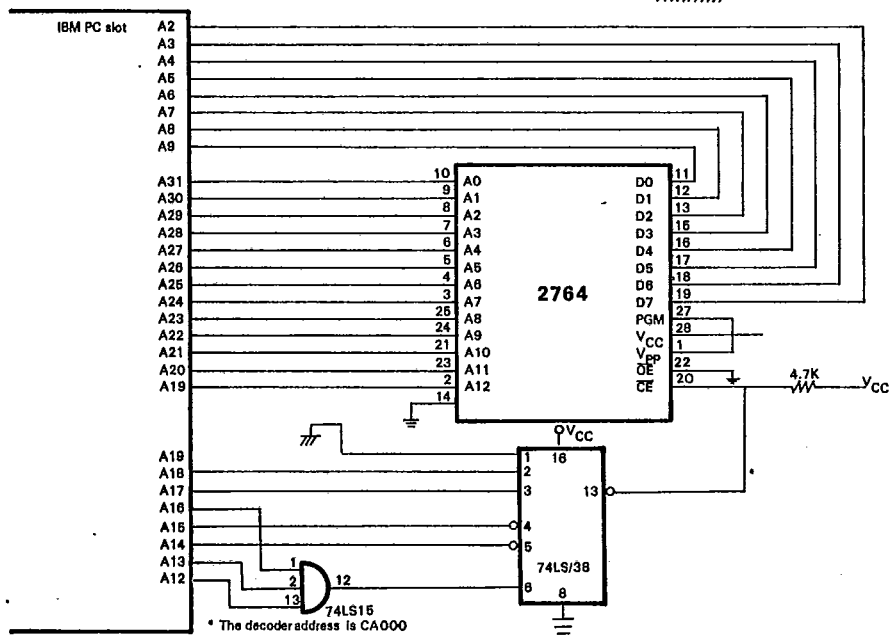 IBM PC slot
A2
A3
A4
A5
A6
A7
A8
A9
A31
A30
A29
A28
A27
A26
A25
A24
A23
A22
A21
A20
A19
A19
A18
A17
A16
A15
A14
A13
A12
10 A0
9 A1
8 A2
7 A3
6 A4
5 A5
4 A6
3 A7
25 A8
24 A9
21 A10
23 A11
2 A12
14
2764
D0 11
D1 12
D2 13
D3 15
D4 16
D5 17
D6 18
D7 19
PGM 27
VCC 28
VPP 1
OE 22
CE 20
4.7K
VCC
VCC
16
1
2
3
4
5
6
13
74LS/38
8
1
2
13
12
74LS15
* The decoder address is CA000